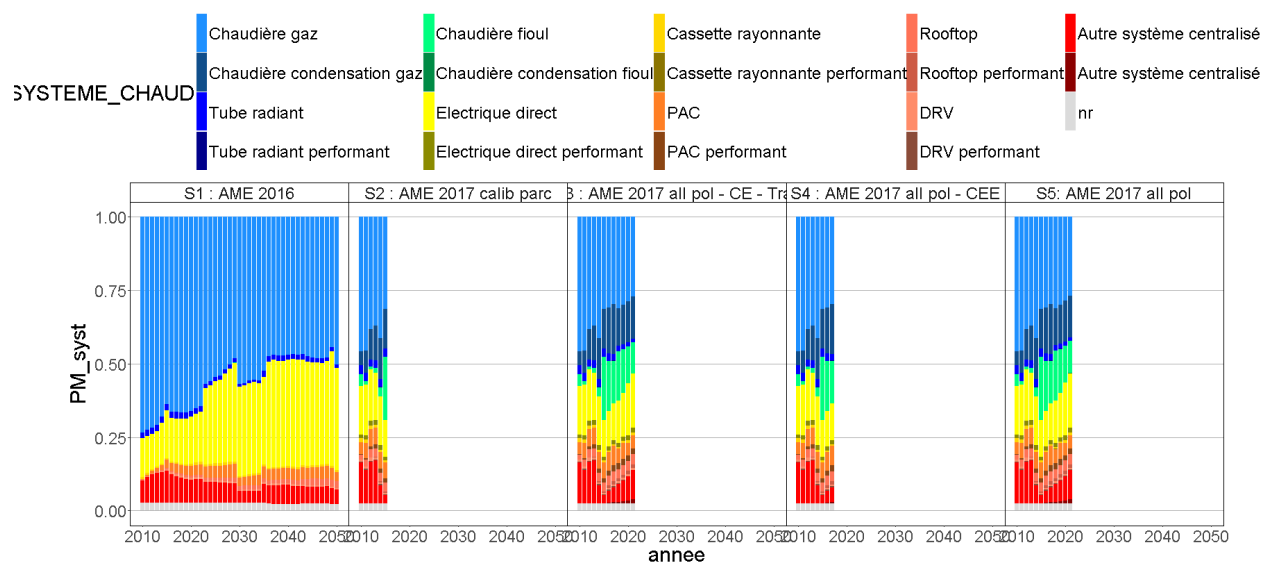 SYSTEME_CHAUD
Chaudière gaz
Chaudière condensation gaz
Tube radiant
Tube radiant performant
Chaudière fioul
Chaudière condensation fioul
Electrique direct
Electrique direct performant
Cassette rayonnante
Cassette rayonnante performant
PAC
PAC performant
Rooftop
Rooftop performant
DRV
DRV performant
Autre système centralisé
Autre système centralisé
nr
S1 : AME 2016
S2 : AME 2017 calib parc
3 : AME 2017 all pol - CE - Tra
S4 : AME 2017 all pol - CEE
S5: AME 2017 all pol
PM_syst
1.00
0.75
0.50
0.25
0.00
2010 2020 2030 2040 2050
2010 2020 2030 2040 2050
2010 2020 2030 2040 2050
2010 2020 2030 2040 2050
2010 2020 2030 2040 2050
annee